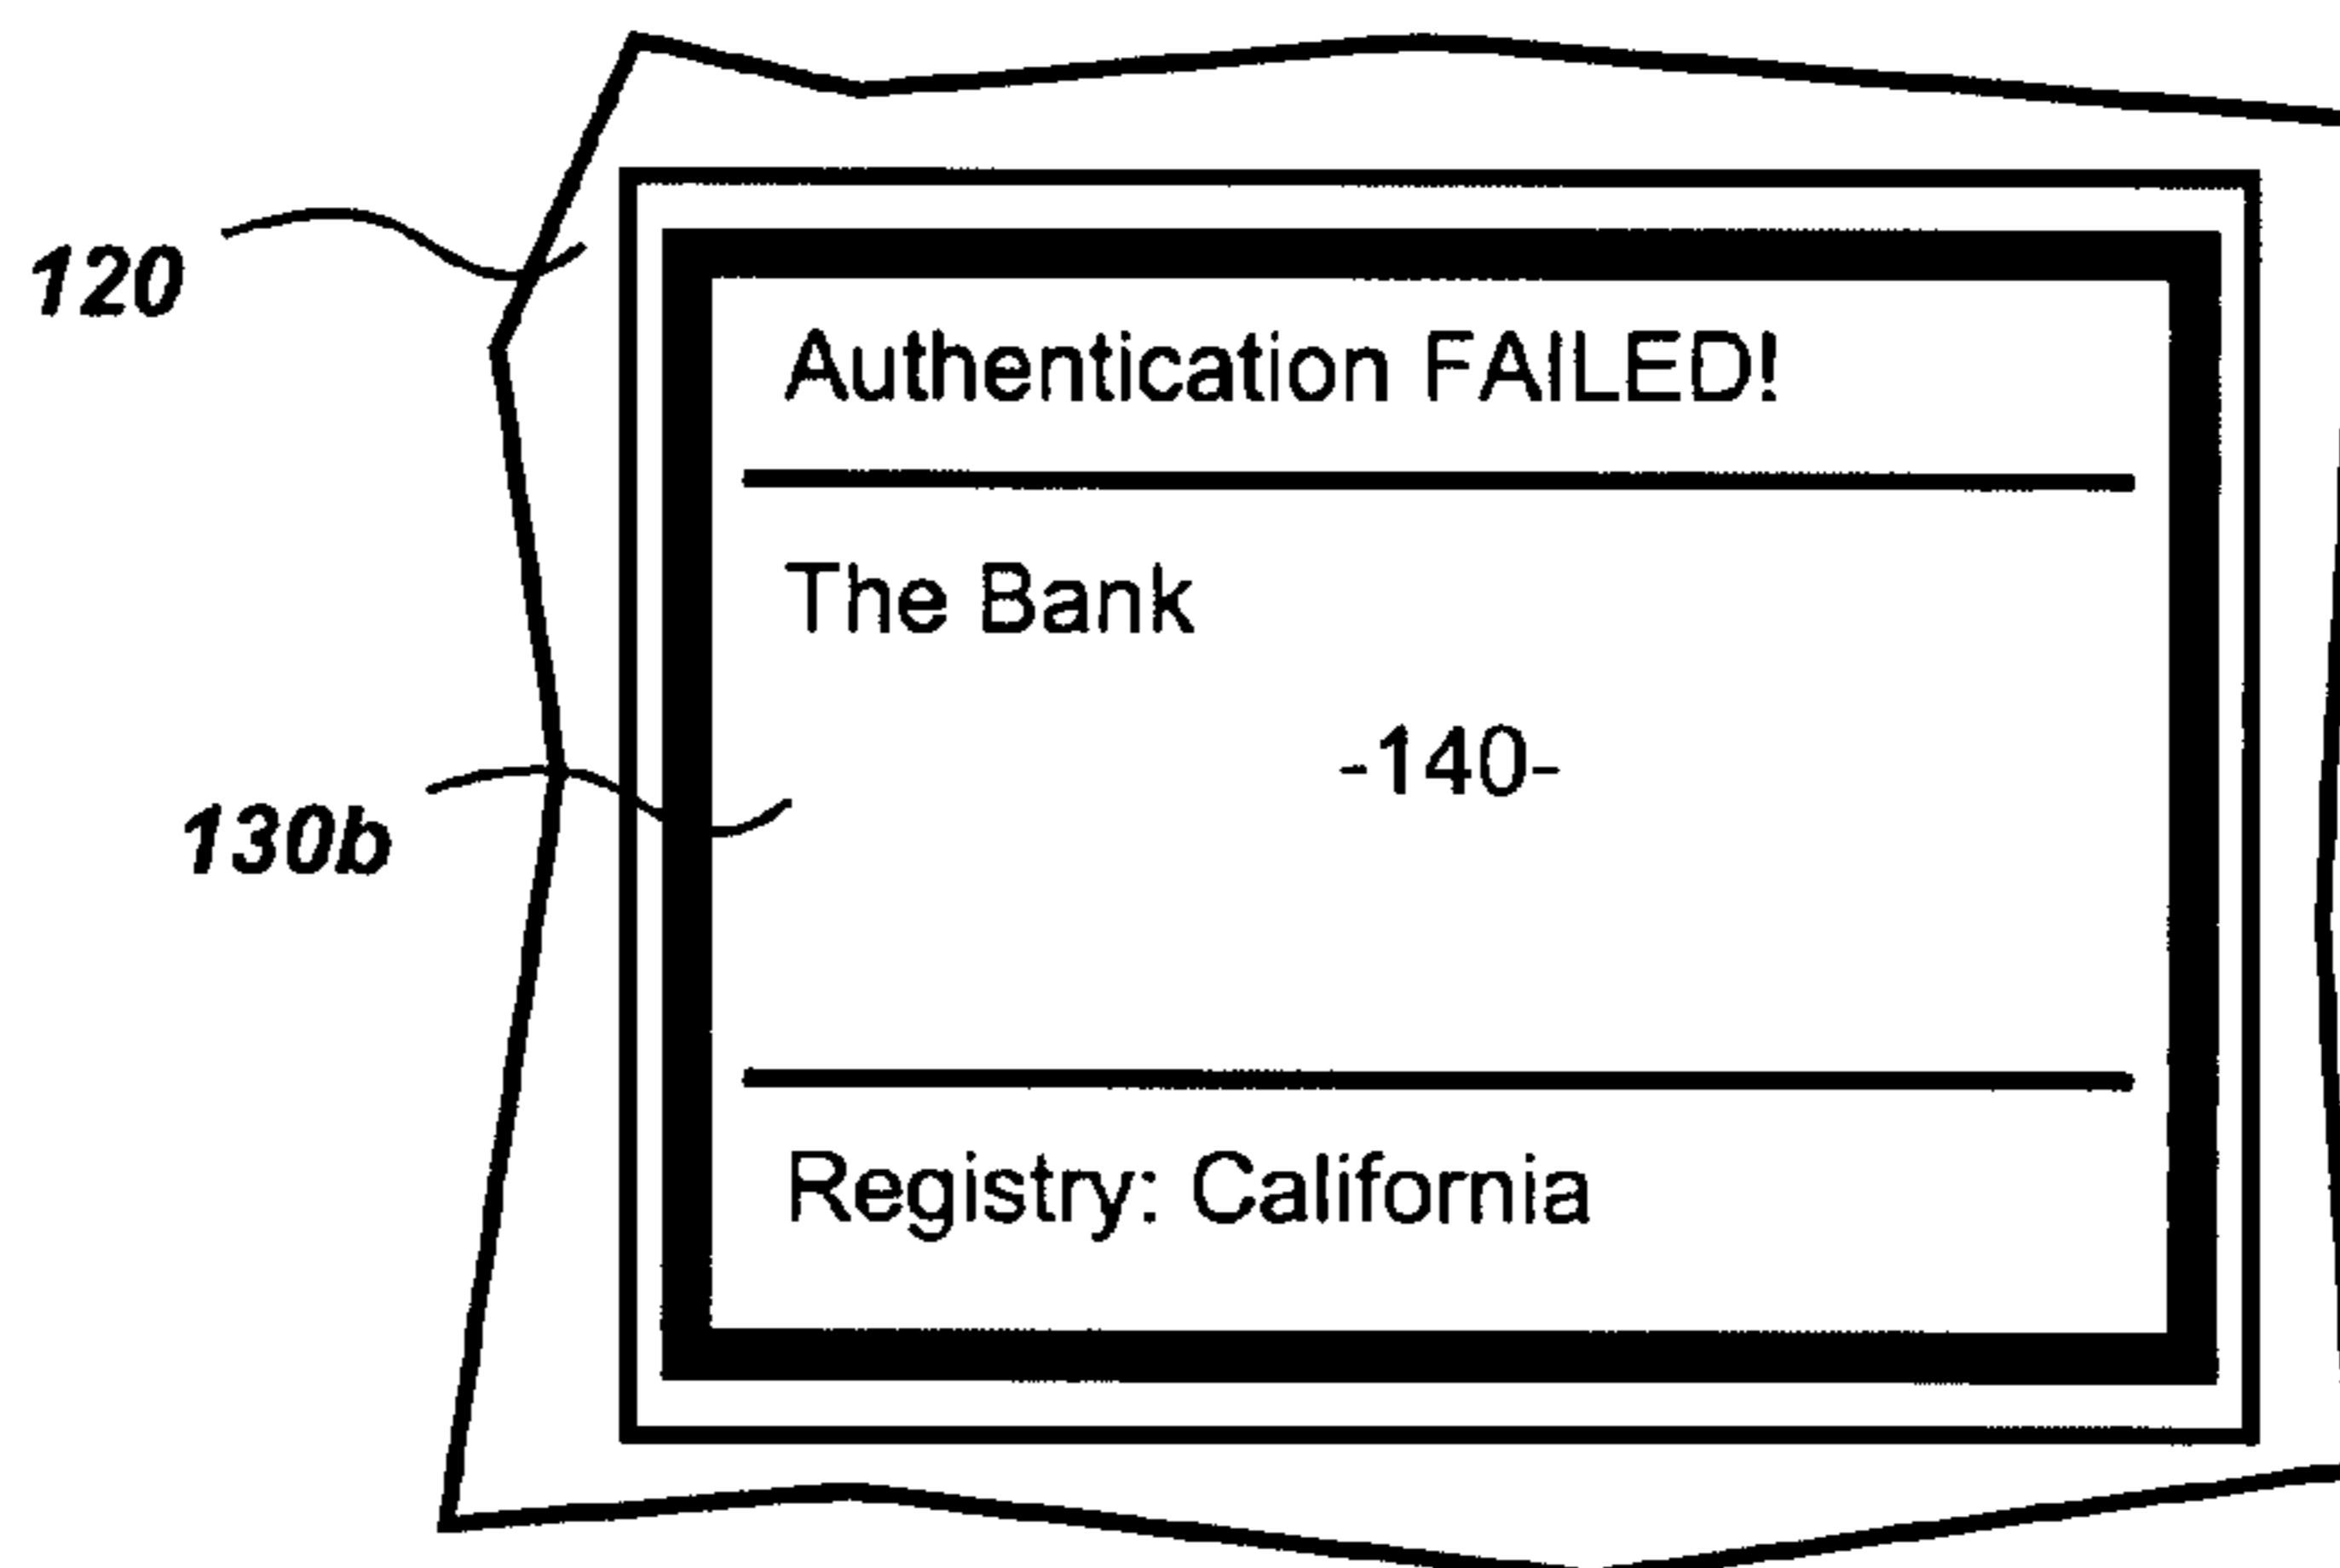 120
Authentication FAILED!
The Bank
-140-
130b
Registry: California